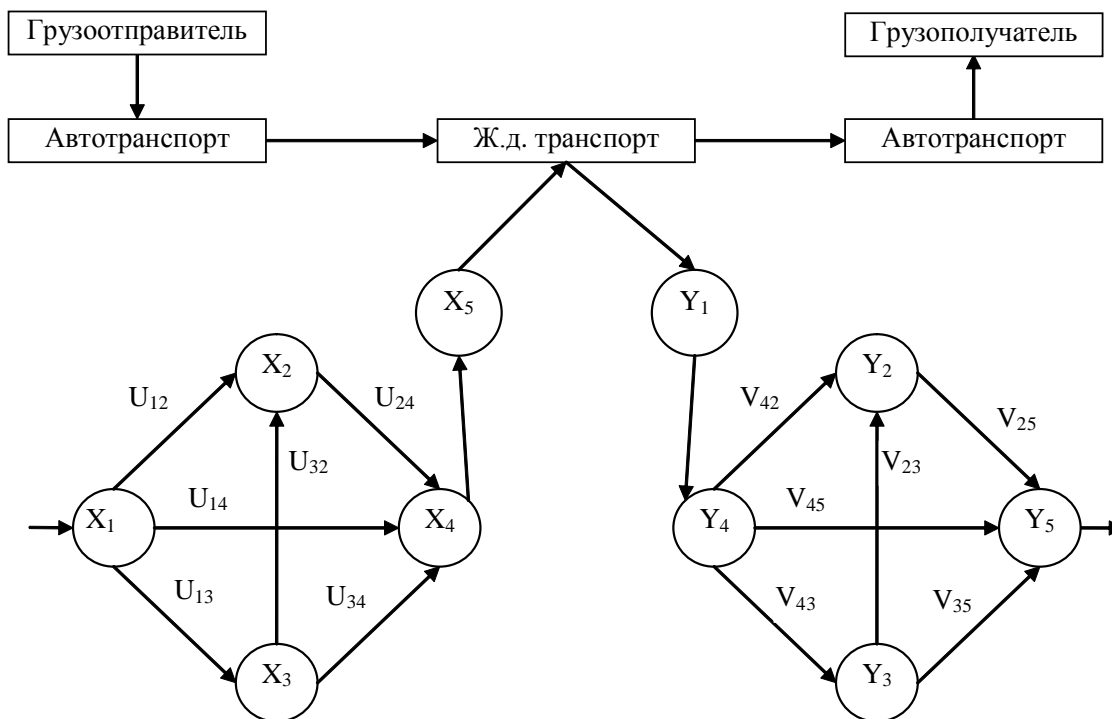 Грузоотправитель
Грузополучатель
Автотранспорт
Ж.д. транспорт
Автотранспорт
X₅
Y₁
X₂
Y₂
U₁₂
U₂₄
V₄₂
V₂₅
U₃₂
V₂₃
X₁
U₁₄
X₄
Y₄
V₄₅
Y₅
U₁₃
U₃₄
V₄₃
V₃₅
X₃
Y₃